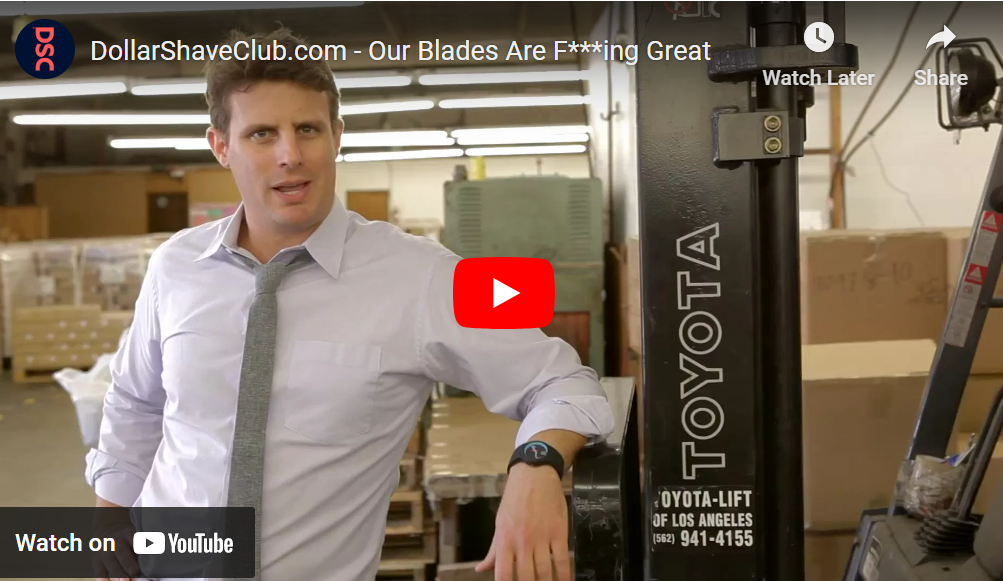 DSC
DollarShaveClub.com - Our Blades Are F***ing Great
Watch Later
Share
TOYOTA
TOYOTA-LIFT
OF LOS ANGELES
(562) 941-4155
Watch on YouTube